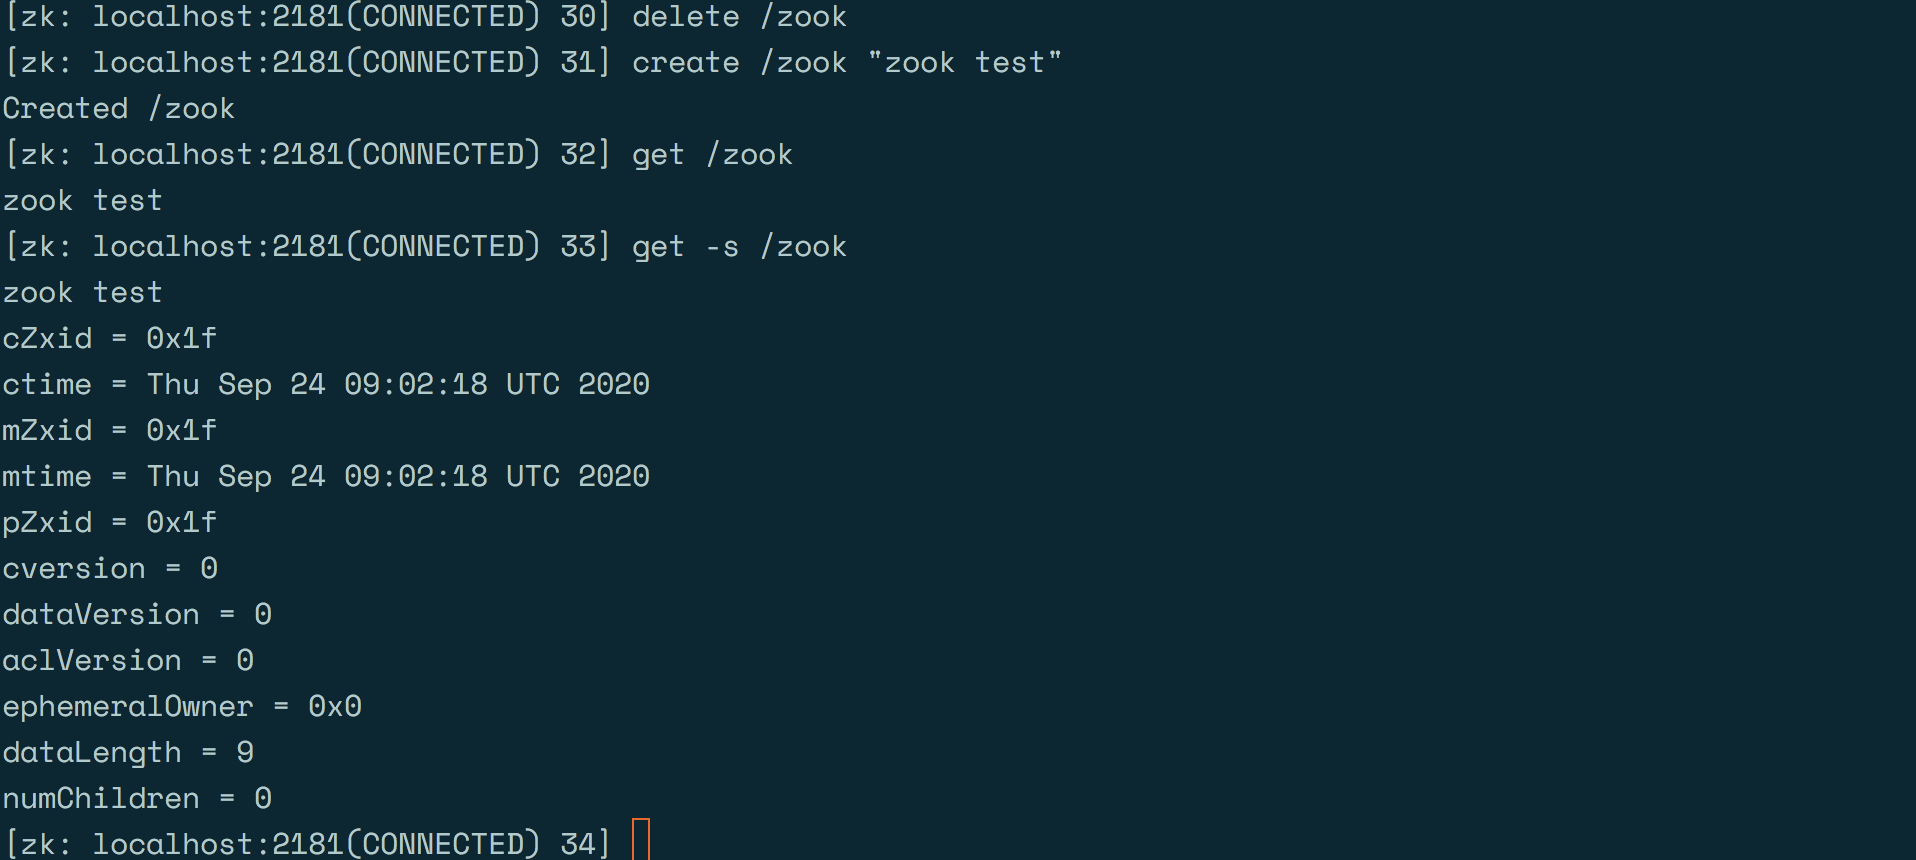 [zk: localhost:2181(CONNECTED) 30] delete /zook
[zk: localhost:2181(CONNECTED) 31] create /zook "zook test"
Created /zook
[zk: localhost:2181(CONNECTED) 32] get /zook
zook test
[zk: localhost:2181(CONNECTED) 33] get -s /zook
zook test
cZxid = 0x1f
ctime = Thu Sep 24 09:02:18 UTC 2020
mZxid = 0x1f
mtime = Thu Sep 24 09:02:18 UTC 2020
pZxid = 0x1f
cversion = 0
dataVersion = 0
aclVersion = 0
ephemeralOwner = 0x0
dataLength = 9
numChildren = 0
[zk: localhost:2181(CONNECTED) 34]